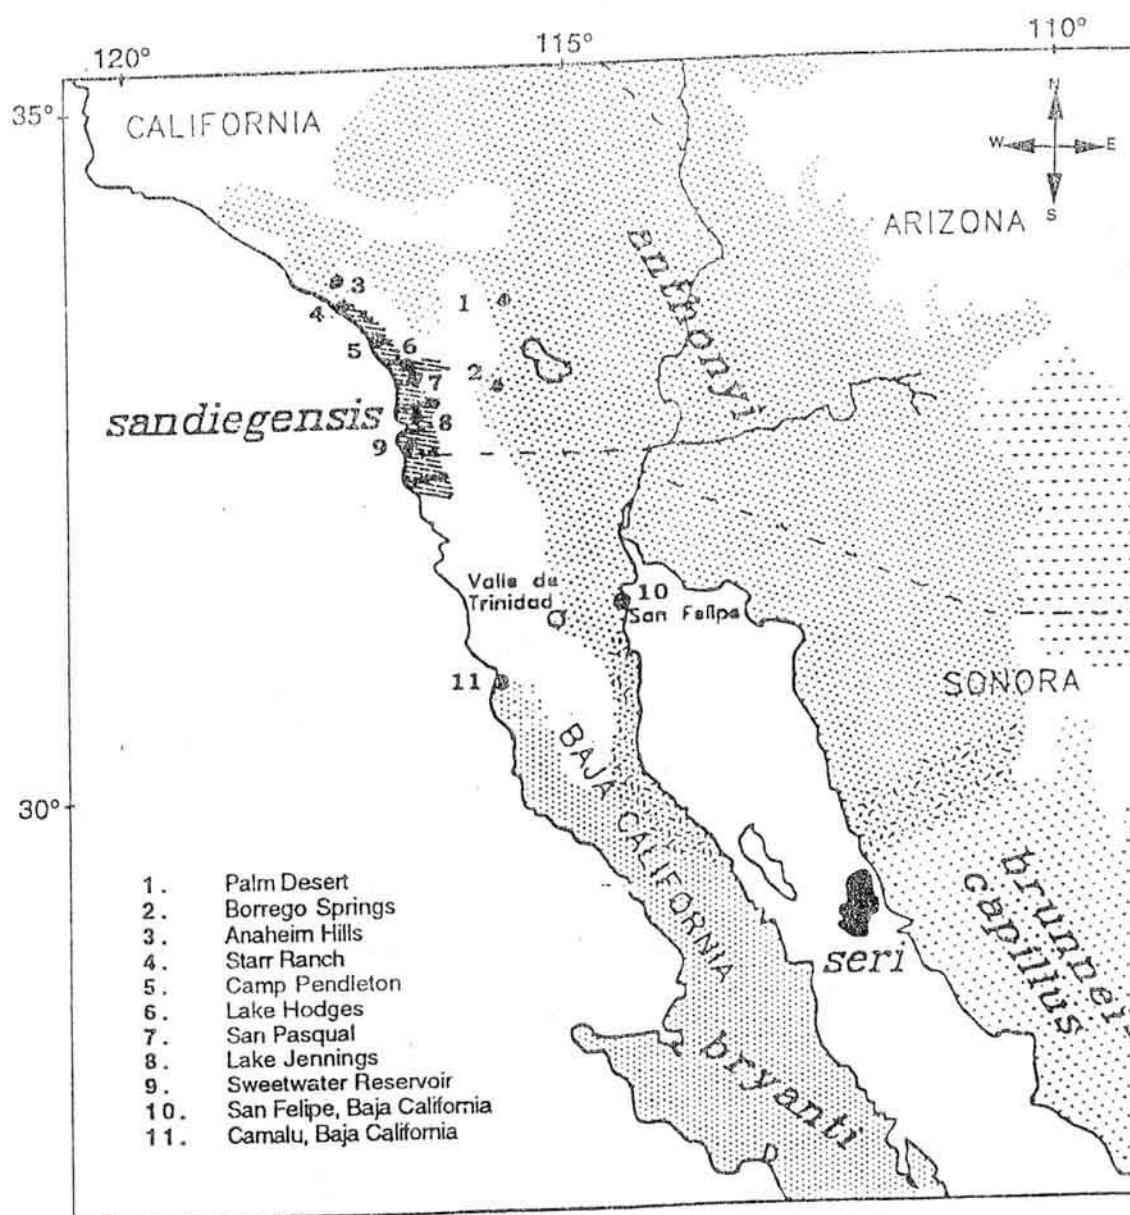 120° 115° 110°
35°
CALIFORNIA
N
W E
S
ARIZONA
anthonyi
3
4
1
5
6
2
7
sandiegensis
8
9
Valle de
Trinidad
10
San Felipe
11
SONORA
BAJA CALIFORNIA
30°
brunnei-
capillus
seri
bryanti
1. Palm Desert
2. Borrego Springs
3. Anaheim Hills
4. Starr Ranch
5. Camp Pendleton
6. Lake Hodges
7. San Pasqual
8. Lake Jennings
9. Sweetwater Reservoir
10. San Felipe, Baja California
11. Camalu, Baja California